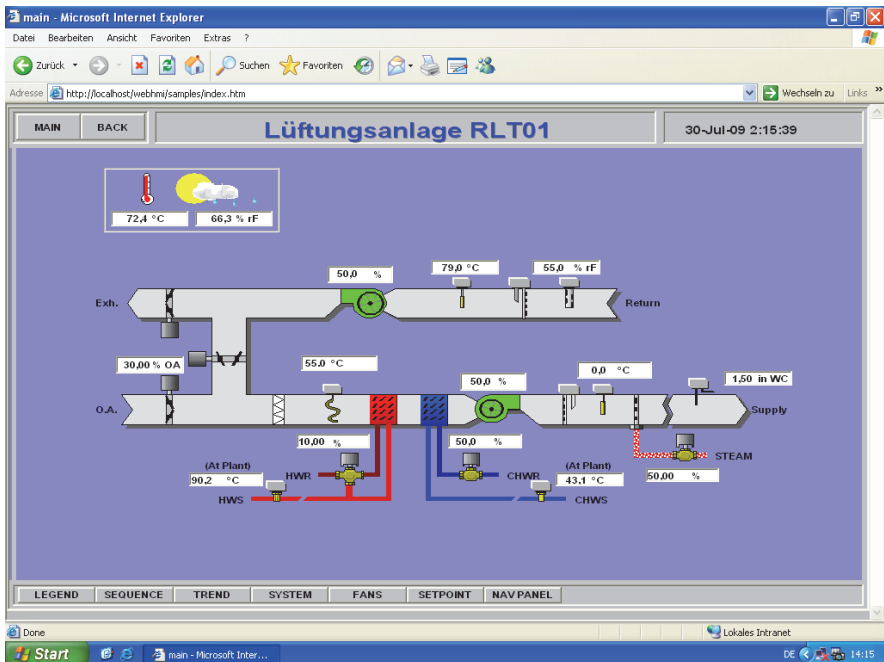 main - Microsoft Internet Explorer
Datei Bearbeiten Ansicht Favoriten Extras ?
Zurück Suchen Favoriten
Adresse http://localhost/webhmi/samples/index.htm Wechseln zu Links »
MAIN BACK Lüftungsanlage RLT01 30-Jul-09 2:15:39
72,4 °C 66,3 % rF
50,0 % 79,0 °C 55,0 % rF
Exh. Return
30,00 % OA 55.0 °C 0,0 °C
50,0 % 1,50 in WC
O.A. Supply
10,00 % 50,0 % STEAM
(At Plant) HWR CHWR (At Plant)
90,2 °C 43,1 °C 50,00 %
HWS CHWS
LEGEND SEQUENCE TREND SYSTEM FANS SETPOINT NAV PANEL
Done Lokales Intranet
Start main - Microsoft Inter... DE 14:15